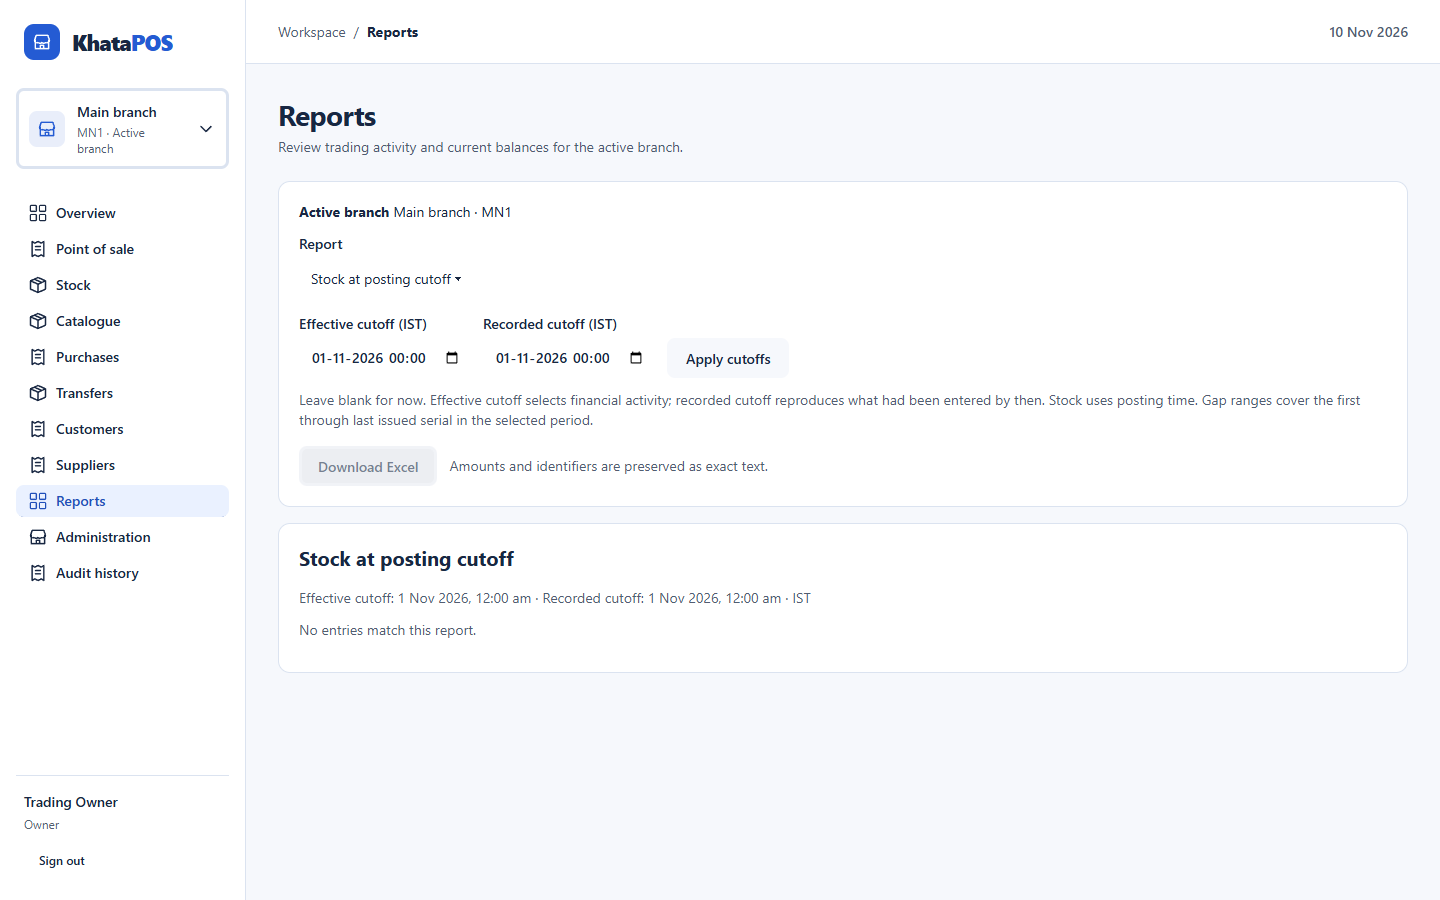 KhataPOS
Main branch
MN1 · Active
branch
Overview
Point of sale
Stock
Catalogue
Purchases
Transfers
Customers
Suppliers
Reports
Administration
Audit history
Trading Owner
Owner
Sign out
Workspace / Reports
10 Nov 2026
Reports
Review trading activity and current balances for the active branch.
Active branch Main branch · MN1
Report
Stock at posting cutoff
Effective cutoff (IST) Recorded cutoff (IST)
01-11-2026 00:00 01-11-2026 00:00 Apply cutoffs
Leave blank for now. Effective cutoff selects financial activity; recorded cutoff reproduces what had been entered by then. Stock uses posting time. Gap ranges cover the first
through last issued serial in the selected period.
Download Excel Amounts and identifiers are preserved as exact text.
Stock at posting cutoff
Effective cutoff: 1 Nov 2026, 12:00 am · Recorded cutoff: 1 Nov 2026, 12:00 am · IST
No entries match this report.